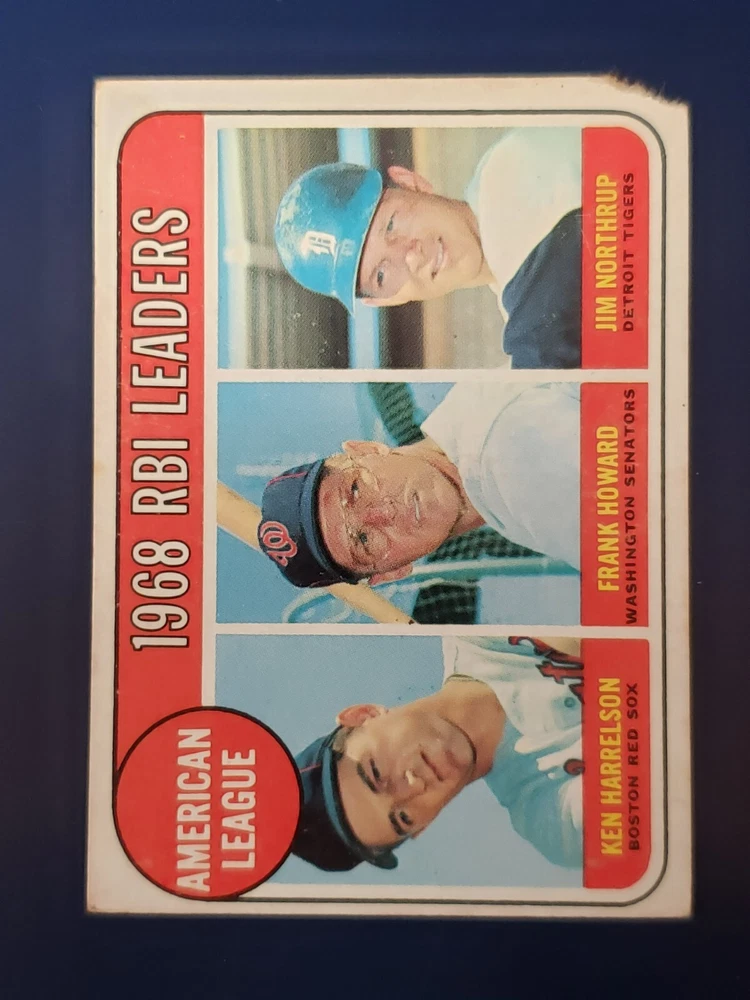 1968 RBI LEADERS
AMERICAN
LEAGUE
KEN HARRELSON
BOSTON RED SOX
FRANK HOWARD
WASHINGTON SENATORS
JIM NORTHRUP
DETROIT TIGERS
W
D